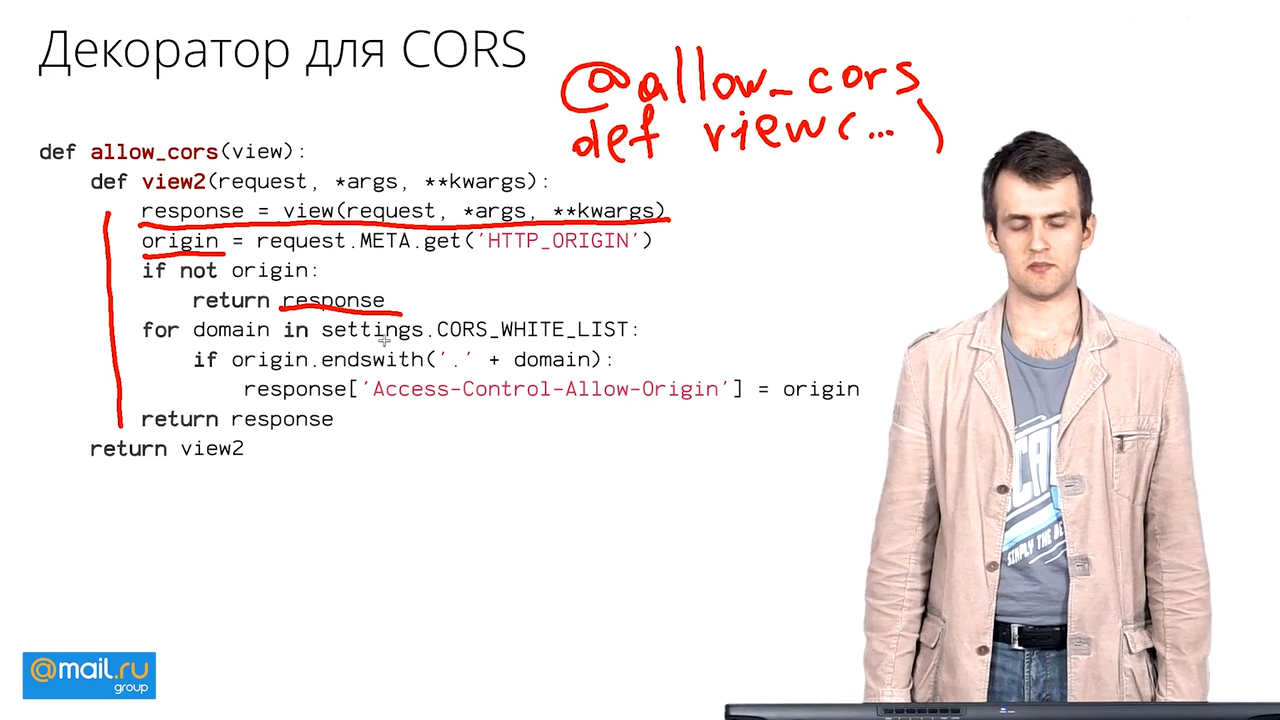 Декоратор для CORS
@allow_cors
def view(... )
def allow_cors(view):
def view2(request, *args, **kwargs):
response = view(request, *args, **kwargs)
origin = request.META.get('HTTP_ORIGIN')
if not origin:
return response
for domain in settings.CORS_WHITE_LIST:
if origin.endswith('.' + domain):
response['Access-Control-Allow-Origin'] = origin
return response
return view2
SIMPLY THE
@mail.ru
group